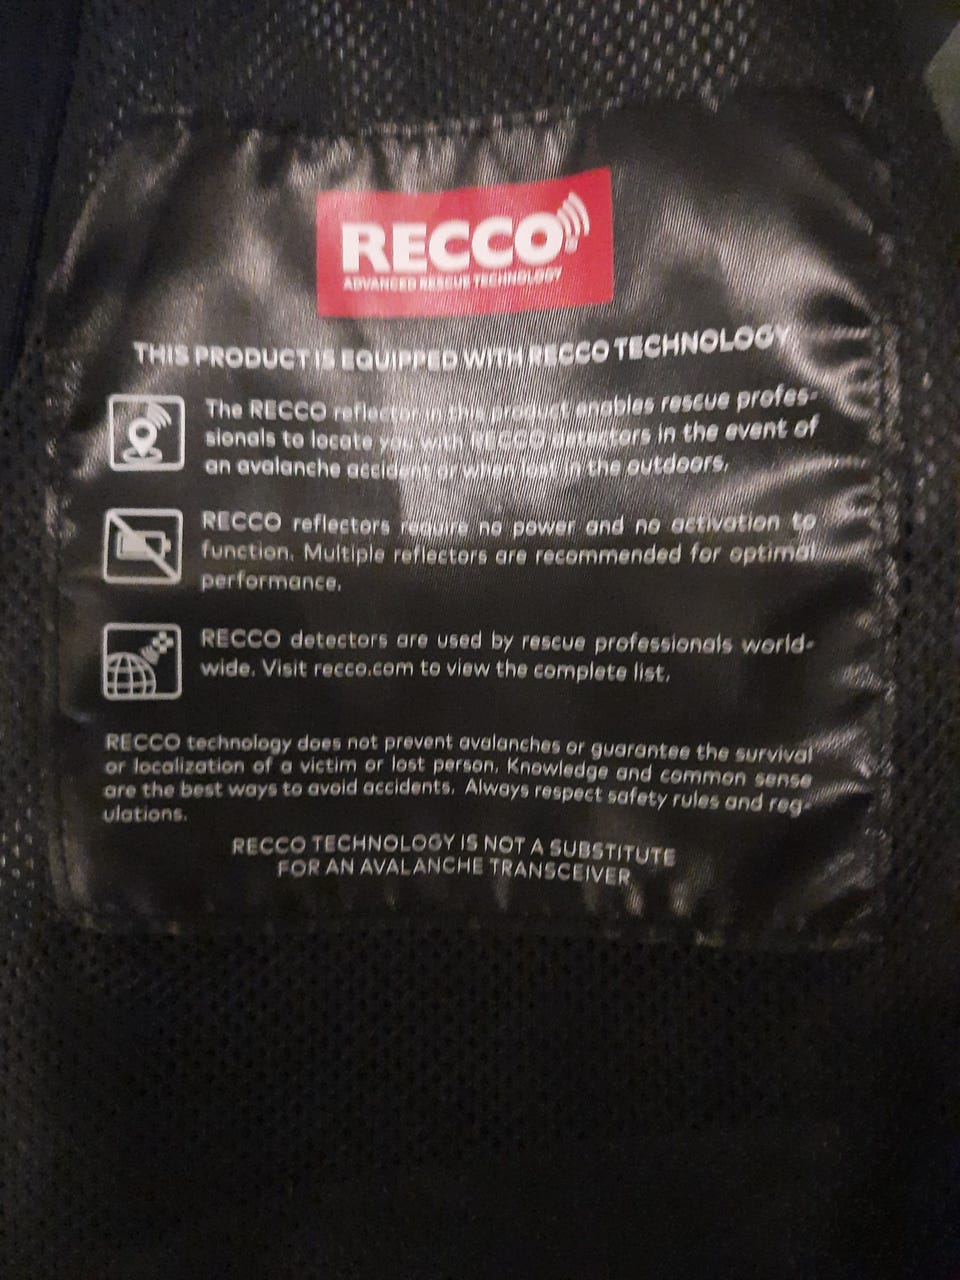 RECCO
ADVANCED RESCUE TECHNOLOGY
THIS PRODUCT IS EQUIPPED WITH RECCO TECHNOLOGY
The RECCO reflector in this product enables rescue profes-
sionals to locate you with RECCO detectors in the event of
an avalanche accident or when lost in the outdoors.
RECCO reflectors require no power and no activation to
function. Multiple reflectors are recommended for optimal
performance.
RECCO detectors are used by rescue professionals world-
wide. Visit recco.com to view the complete list.
RECCO technology does not prevent avalanches or guarantee the survival
or localization of a victim or lost person. Knowledge and common sense
are the best ways to avoid accidents. Always respect safety rules and reg-
ulations.
RECCO TECHNOLOGY IS NOT A SUBSTITUTE
FOR AN AVALANCHE TRANSCEIVER